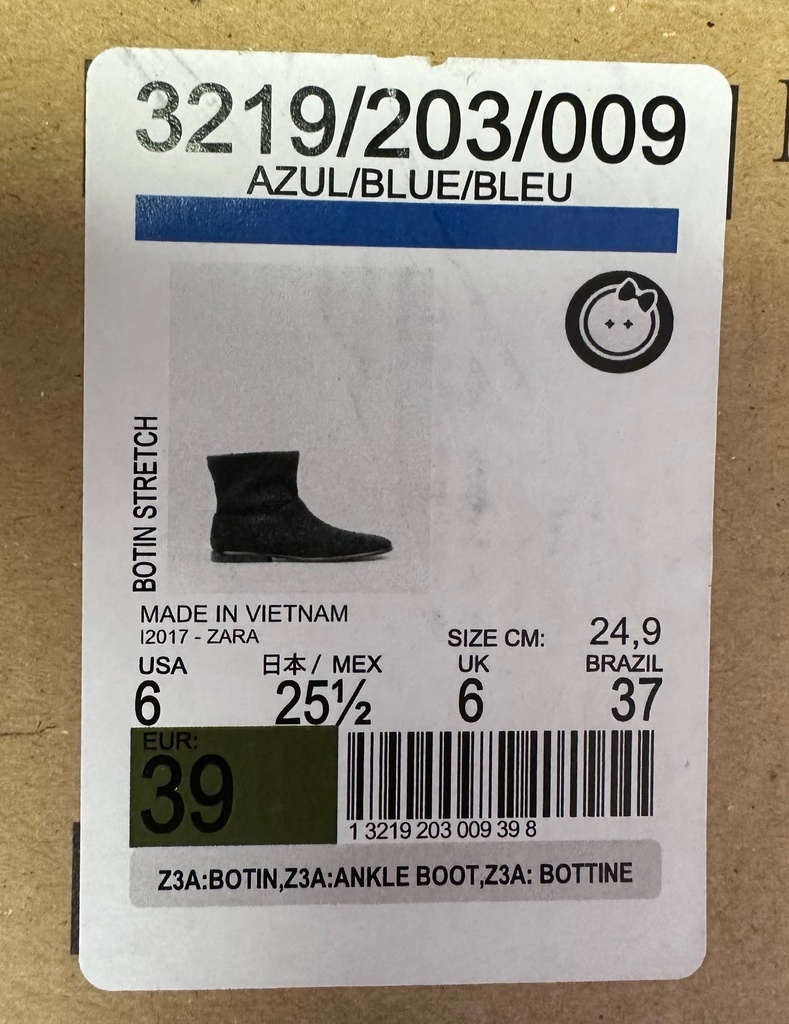 3219/203/009
AZUL/BLUE/BLEU
BOTIN STRETCH
MADE IN VIETNAM
I2017 - ZARA
SIZE CM: 24,9
USA 日本/ MEX UK BRAZIL
6 25½ 6 37
EUR:
39
1 3219 203 009 39 8
Z3A:BOTIN,Z3A:ANKLE BOOT,Z3A: BOTTINE